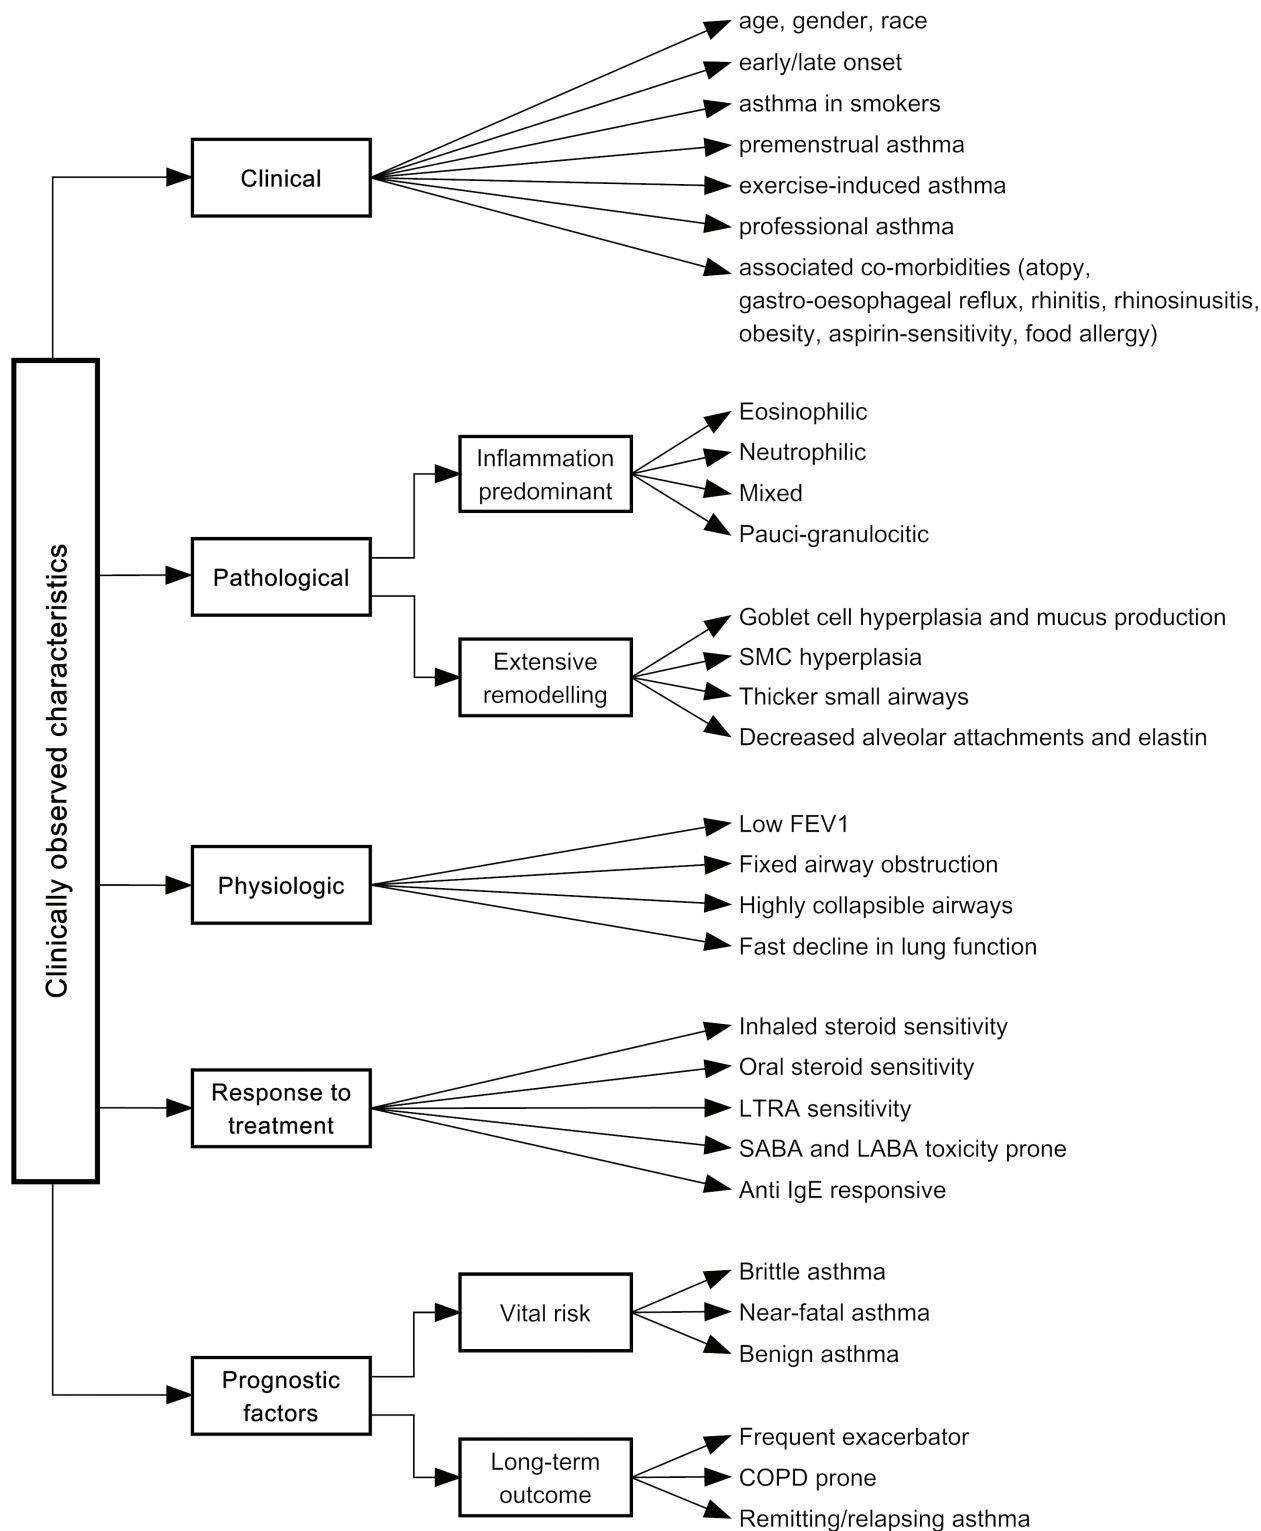 Clinically observed characteristics
Clinical
age, gender, race
early/late onset
asthma in smokers
premenstrual asthma
exercise-induced asthma
professional asthma
associated co-morbidities (atopy,
gastro-oesophageal reflux, rhinitis, rhinosinusitis,
obesity, aspirin-sensitivity, food allergy)
Pathological
Inflammation
predominant
Eosinophilic
Neutrophilic
Mixed
Pauci-granulocitic
Extensive
remodelling
Goblet cell hyperplasia and mucus production
SMC hyperplasia
Thicker small airways
Decreased alveolar attachments and elastin
Physiologic
Low FEV1
Fixed airway obstruction
Highly collapsible airways
Fast decline in lung function
Response to
treatment
Inhaled steroid sensitivity
Oral steroid sensitivity
LTRA sensitivity
SABA and LABA toxicity prone
Anti IgE responsive
Prognostic
factors
Vital risk
Brittle asthma
Near-fatal asthma
Benign asthma
Long-term
outcome
Frequent exacerbator
COPD prone
Remitting/relapsing asthma